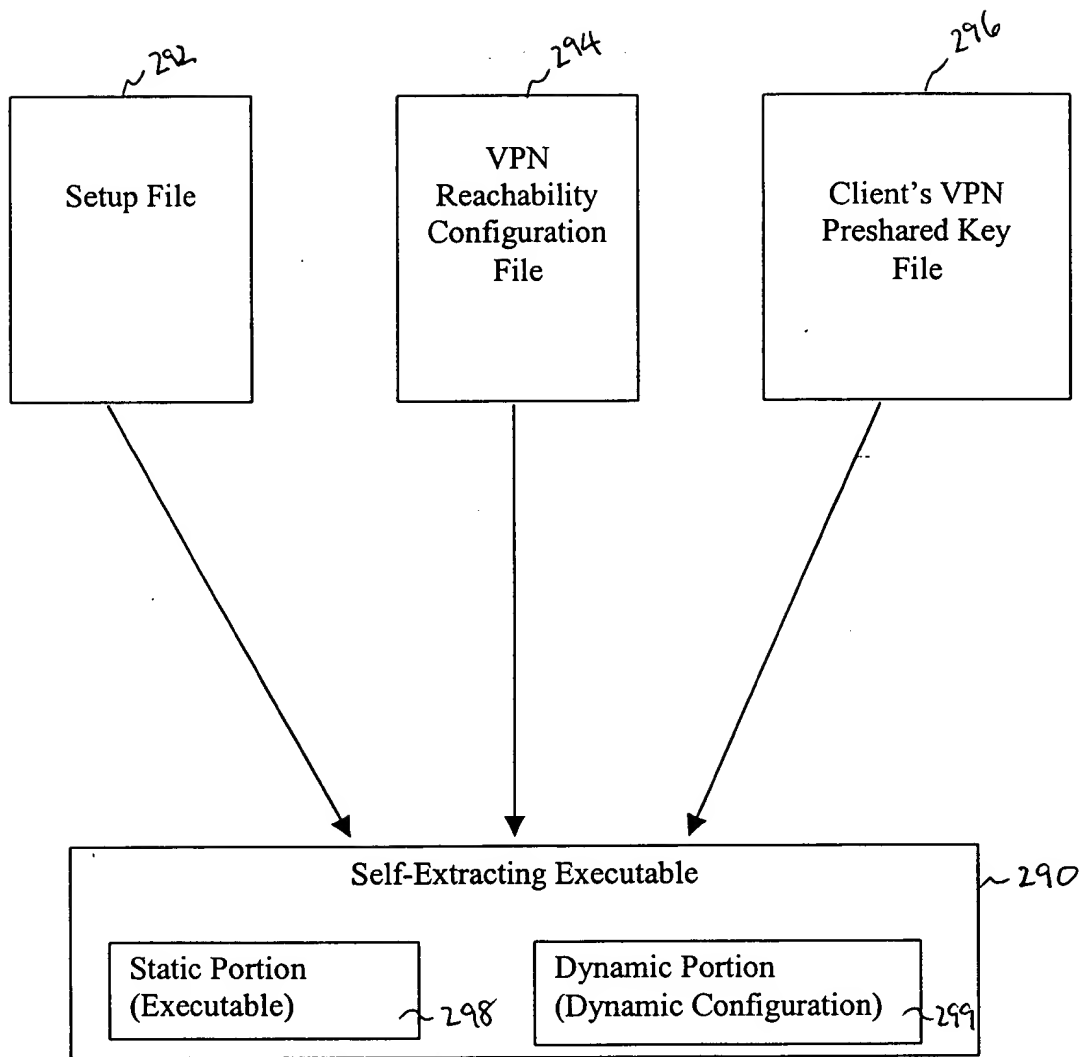 292
294
296
Setup File
VPN
Reachability
Configuration
File
Client's VPN
Preshared Key
File
Self-Extracting Executable
290
Static Portion
(Executable)
298
Dynamic Portion
(Dynamic Configuration)
299